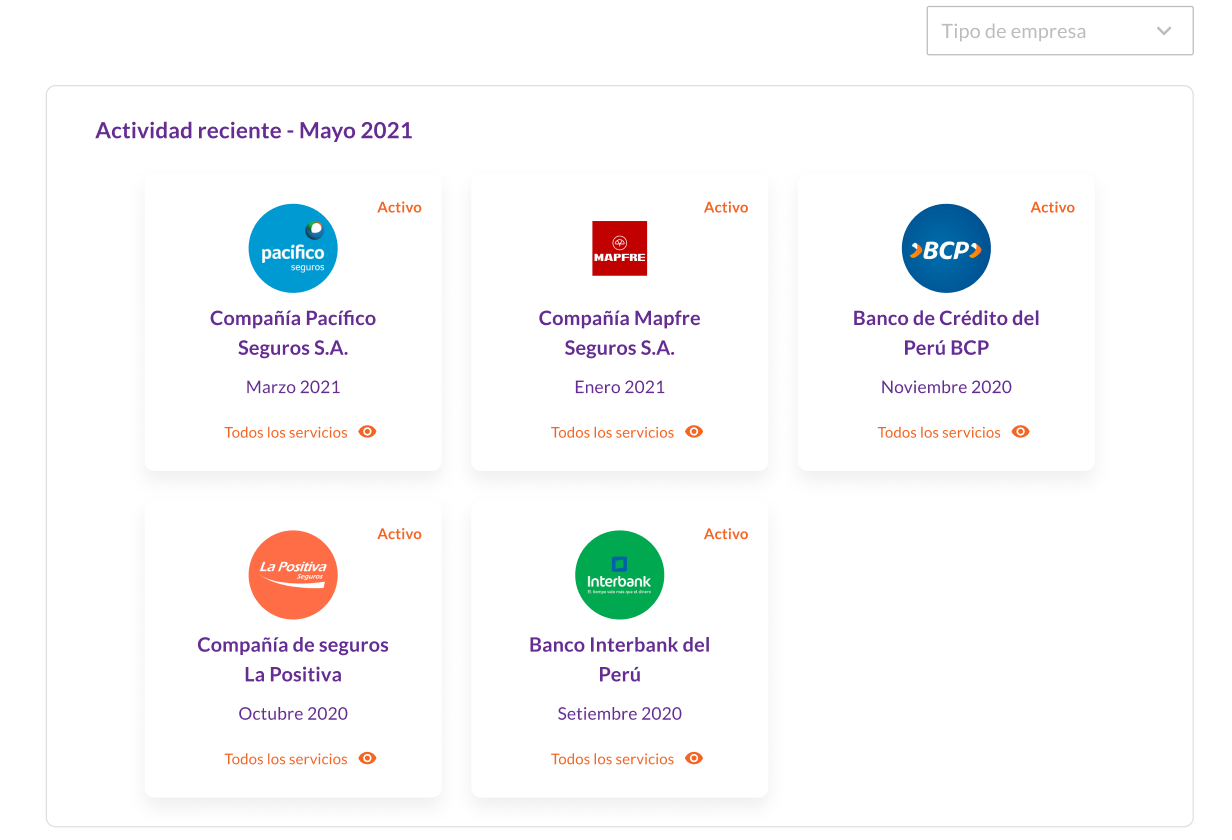 Tipo de empresa
Actividad reciente - Mayo 2021
Activo
pacífico
seguros
Compañía Pacífico
Seguros S.A.
Marzo 2021
Todos los servicios
Activo
MAPFRE
Compañía Mapfre
Seguros S.A.
Enero 2021
Todos los servicios
Activo
BCP
Banco de Crédito del
Perú BCP
Noviembre 2020
Todos los servicios
Activo
La Positiva
Seguros
Compañía de seguros
La Positiva
Octubre 2020
Todos los servicios
Activo
Interbank
El tiempo vale más que el dinero
Banco Interbank del
Perú
Setiembre 2020
Todos los servicios